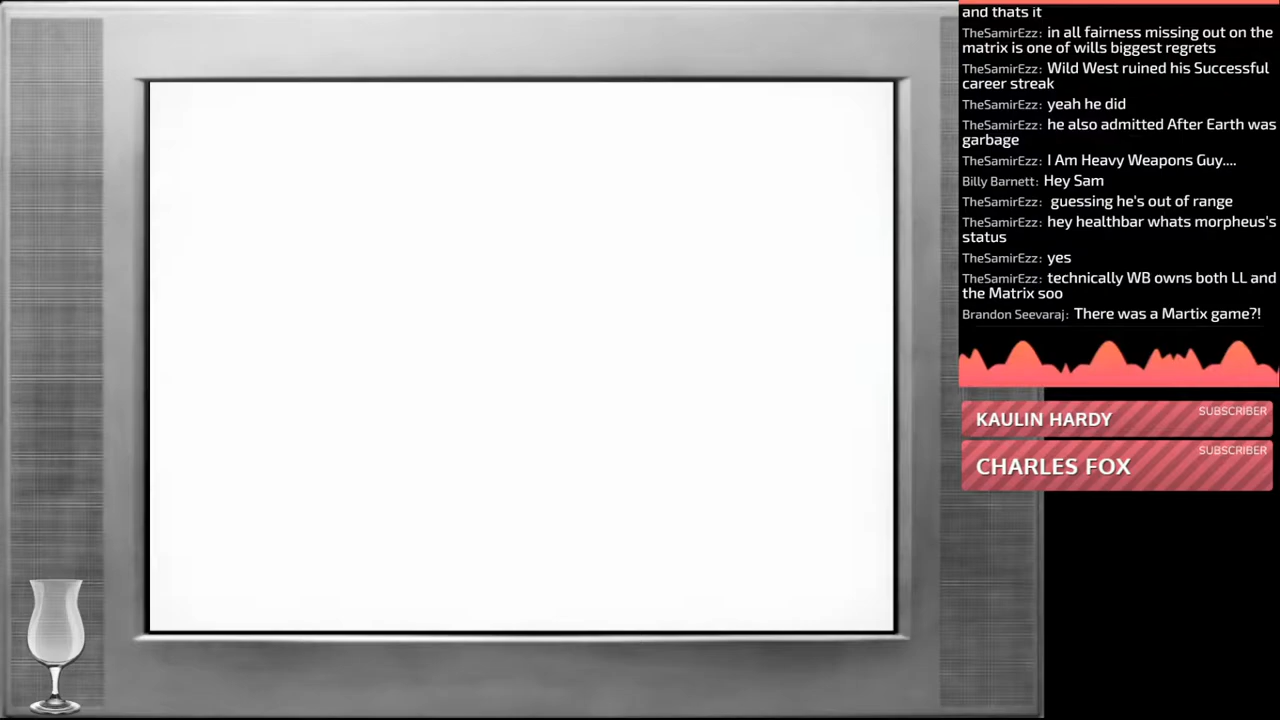 and thats it
TheSamirEzz: in all fairness missing out on the
matrix is one of wills biggest regrets
TheSamirEzz: Wild West ruined his Successful
career streak
TheSamirEzz: yeah he did
TheSamirEzz: he also admitted After Earth was
garbage
TheSamirEzz: I Am Heavy Weapons Guy....
Billy Barnett: Hey Sam
TheSamirEzz: guessing he's out of range
TheSamirEzz: hey healthbar whats morpheus's
status
TheSamirEzz: yes
TheSamirEzz: technically WB owns both LL and
the Matrix soo
Brandon Seevaraj: There was a Martix game?!
KAULIN HARDY SUBSCRIBER
CHARLES FOX SUBSCRIBER